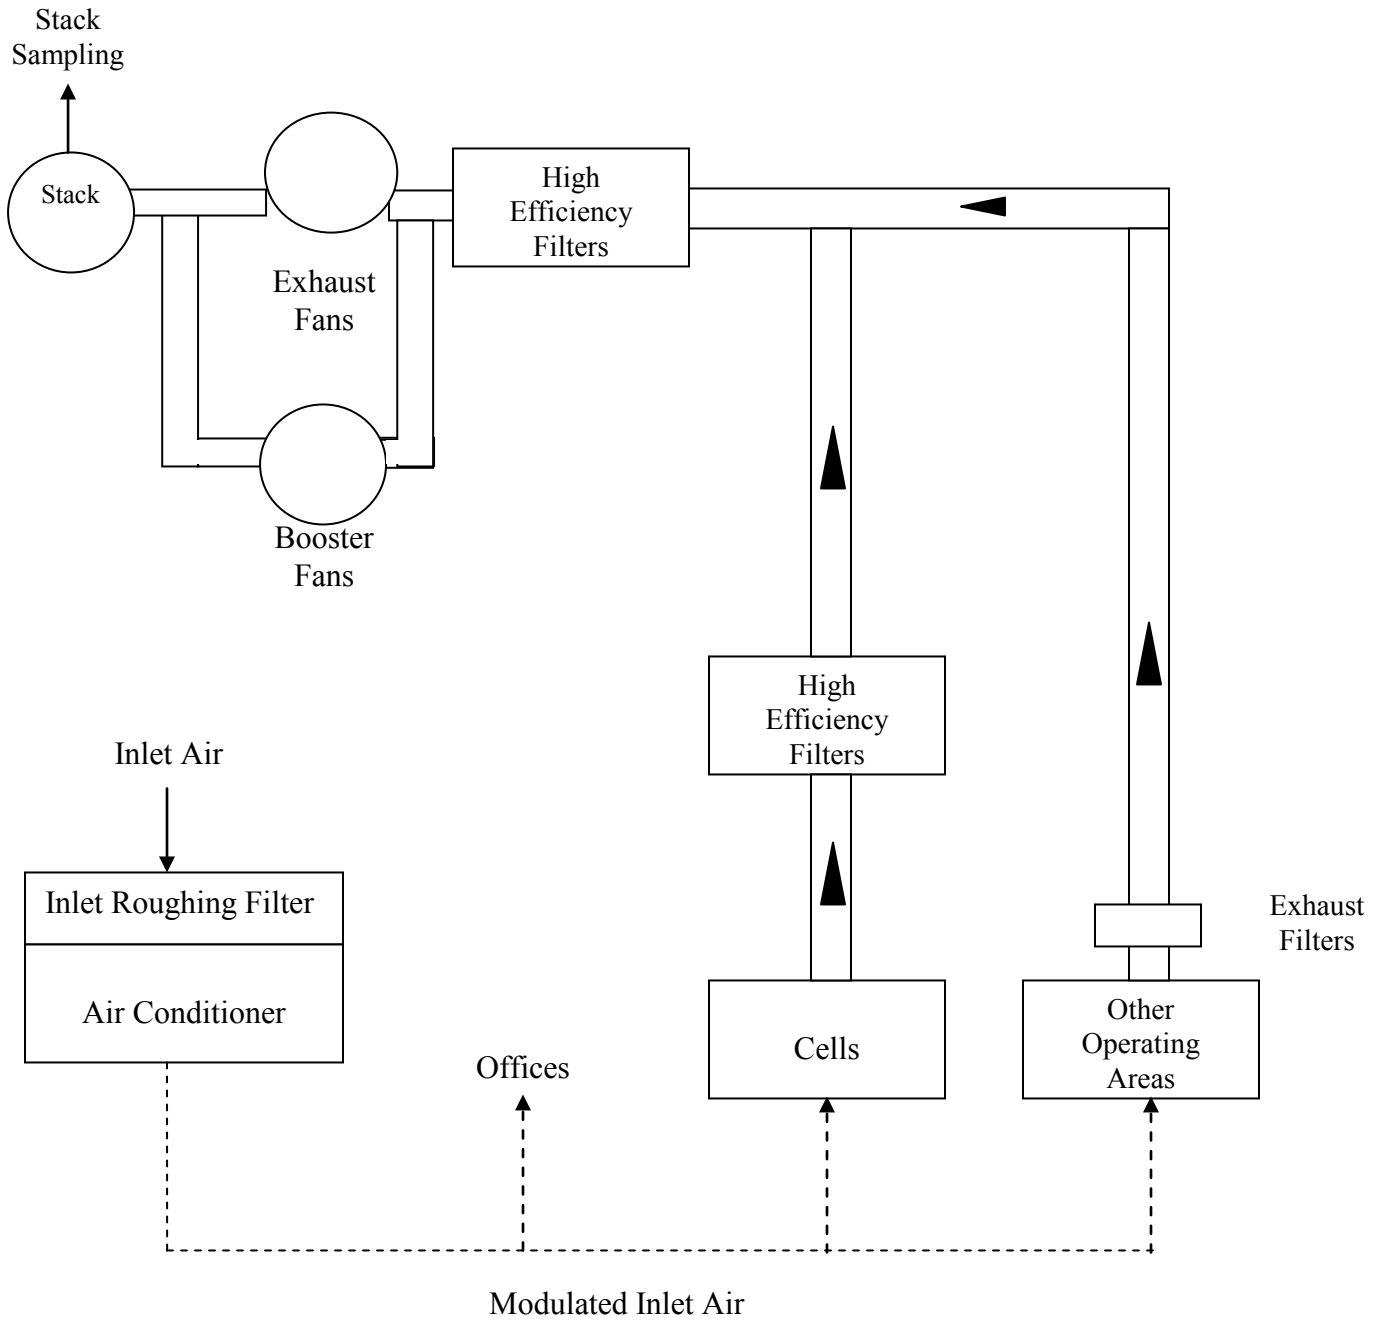 Stack
Sampling
Stack
High
Efficiency
Filters
Exhaust
Fans
Booster
Fans
High
Efficiency
Filters
Inlet Air
Inlet Roughing Filter
Air Conditioner
Exhaust
Filters
Offices
Cells
Other
Operating
Areas
Modulated Inlet Air